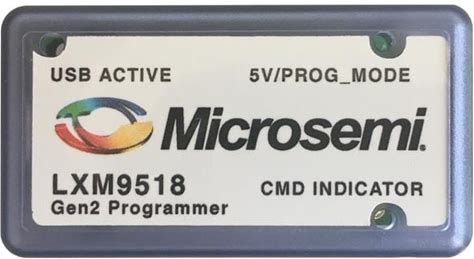 USB ACTIVE 5V/PROG_MODE
Microsemi.
LXM9518 CMD INDICATOR
Gen2 Programmer